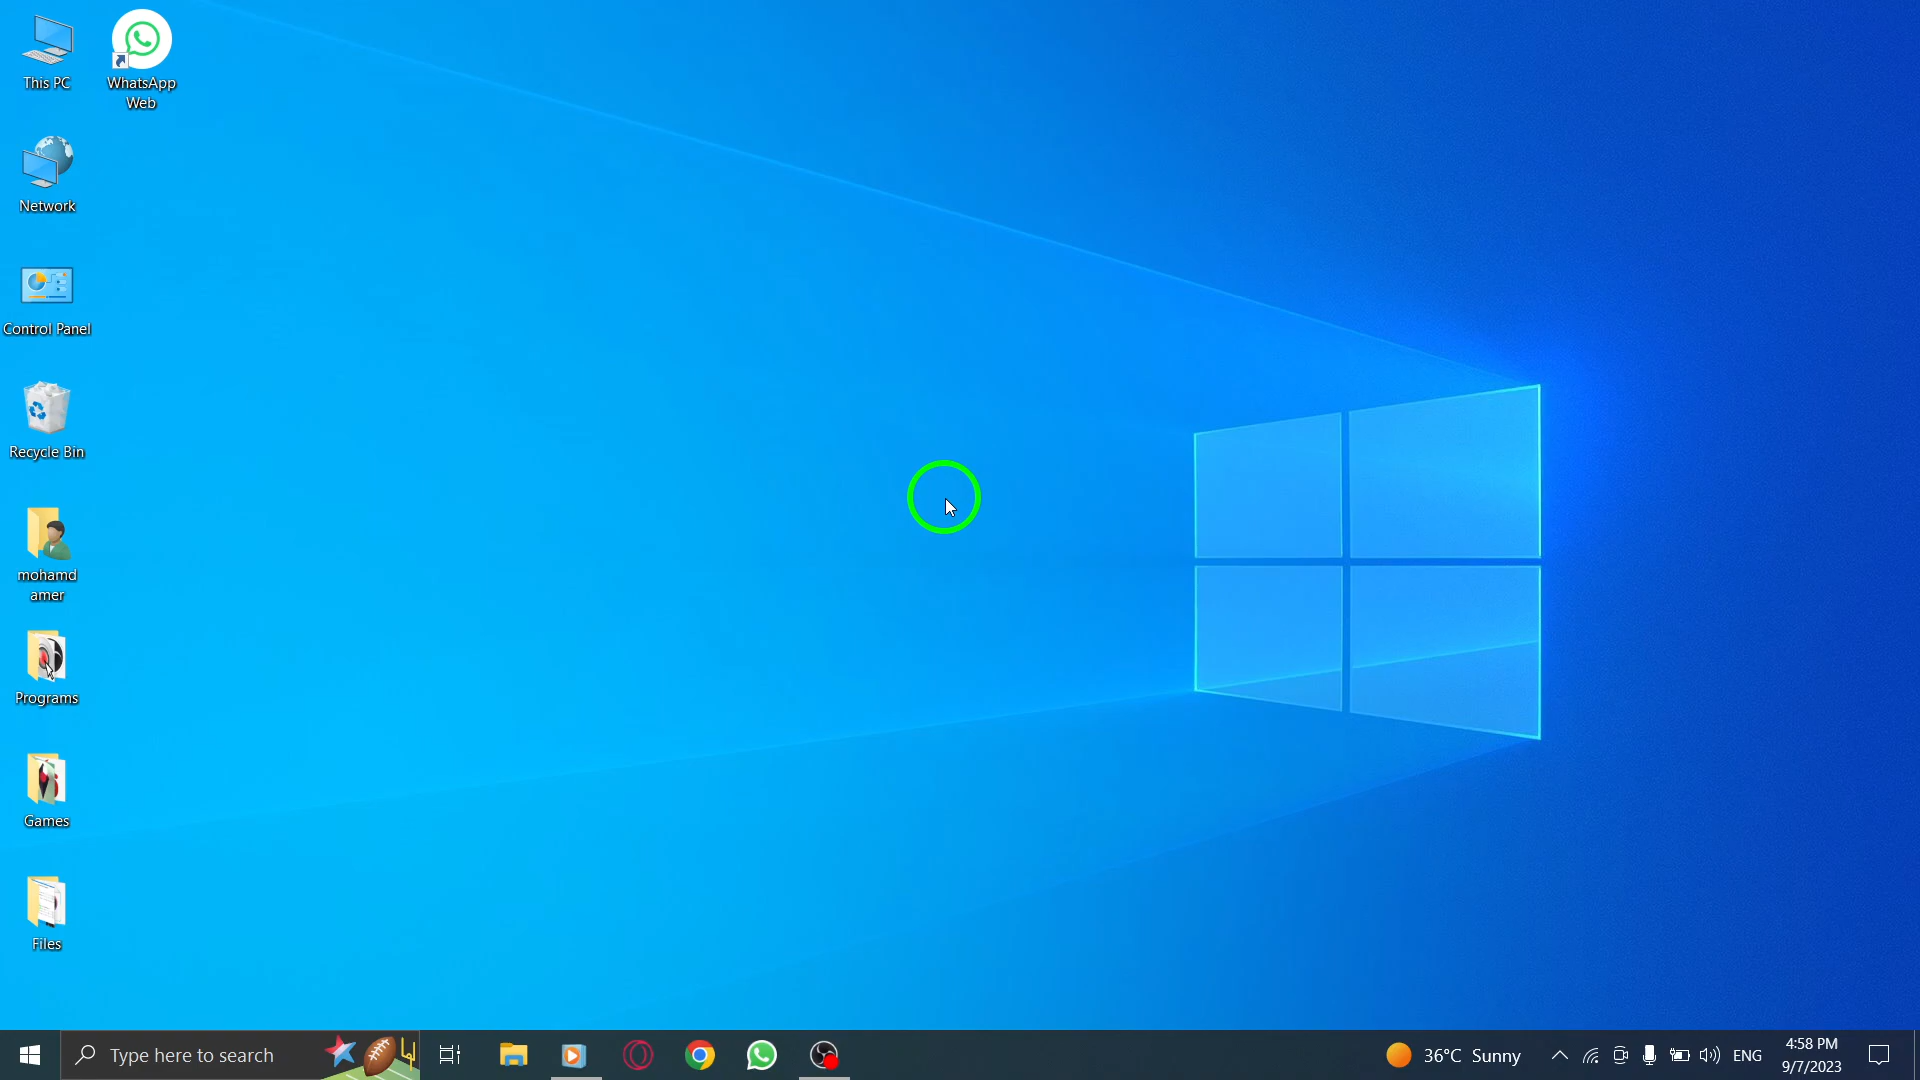 This PC
WhatsApp
Web
Network
Control Panel
Recycle Bin
mohamd
amer
Programs
Games
Files
Type here to search
36°C Sunny
ENG
4:58 PM
9/7/2023